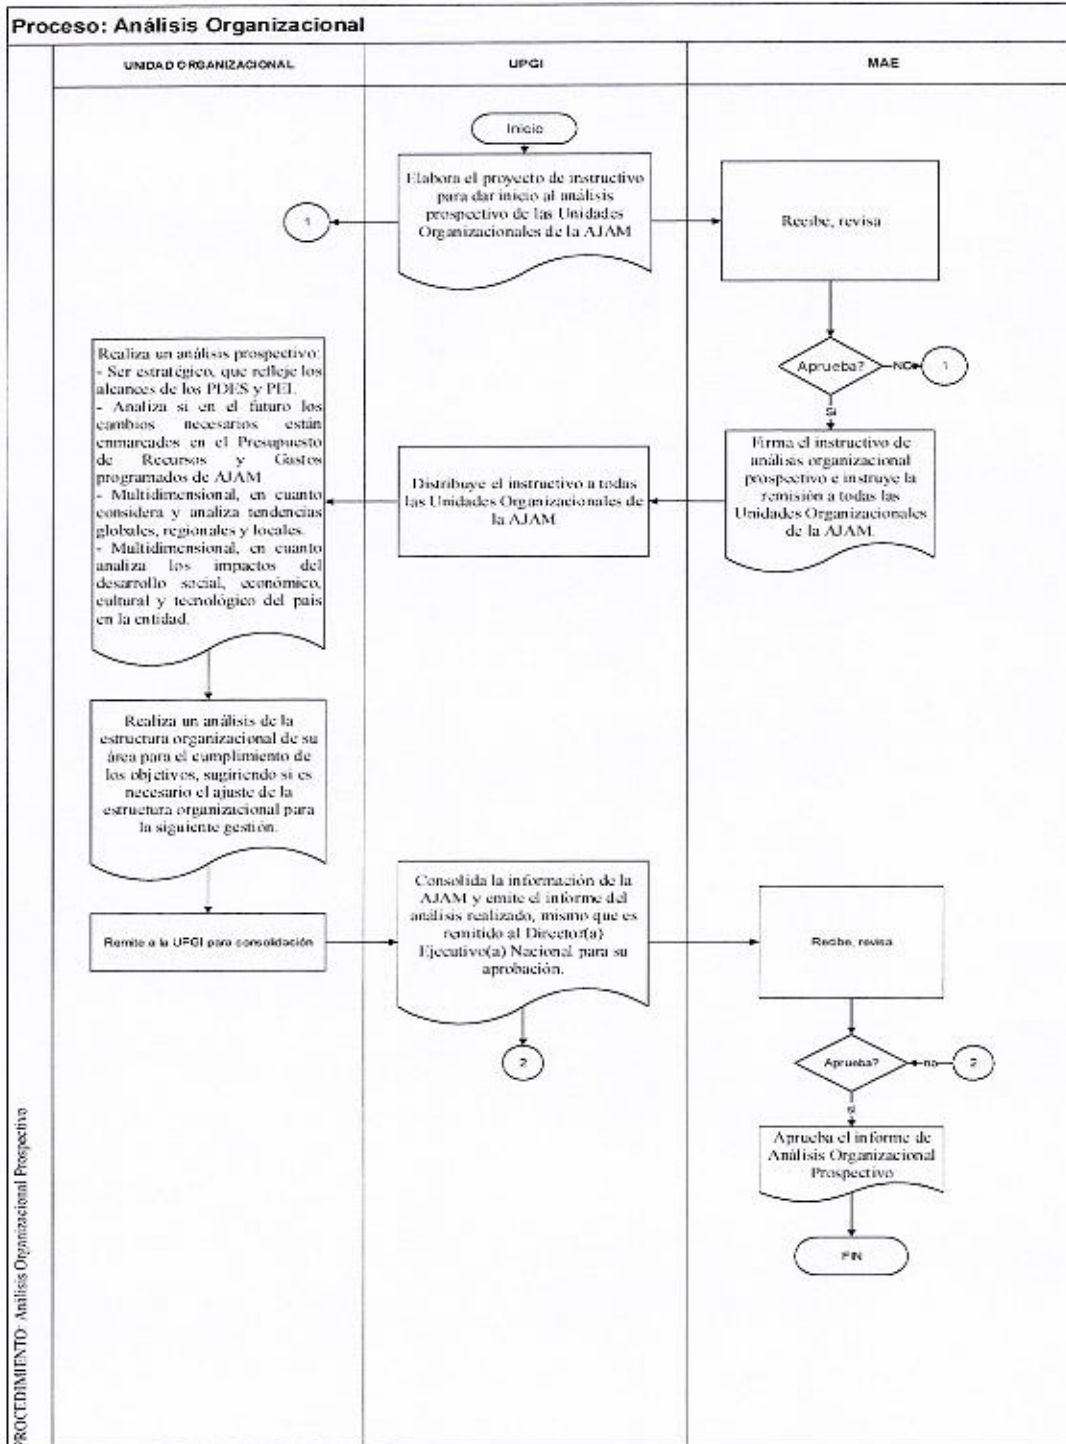 Proceso: Análisis Organizacional
UNIDAD ORGANIZACIONAL
UPGI
MAE
Inicio
Elabora el proyecto de instructivo
para dar inicio al análisis
prospectivo de las Unidades
Organizacionales de la AJAM
1
Recibe, revisa
Aprueba?
NO
1
Si
Realiza un análisis prospectivo:
- Ser estratégico, que refleje los
alcances de los PDES y PEI.
- Analiza si en el futuro los
cambios necesarios están
enmarcados en el Presupuesto
de Recursos y Gastos
programados de AJAM
- Multidimensional, en cuanto
considera y analiza tendencias
globales, regionales y locales.
- Multidimensional, en cuanto
analiza los impactos del
desarrollo social, económico,
cultural y tecnológico del país
en la entidad.
Distribuye el instructivo a todas
las Unidades Organizacionales de
la AJAM
Firma el instructivo de
análisis organizacional
prospectivo e instruye la
remisión a todas las
Unidades Organizacionales
de la AJAM.
Realiza un análisis de la
estructura organizacional de su
área para el cumplimiento de
los objetivos, sugiriendo si es
necesario el ajuste de la
estructura organizacional para
la siguiente gestión.
Remite a la UPGI para consolidación
Consolida la información de la
AJAM y emite el informe del
análisis realizado, mismo que es
remitido al Director(a)
Ejecutivo(a) Nacional para su
aprobación.
2
Recibe, revisa
Aprueba?
no
2
si
Aprueba el informe de
Análisis Organizacional
Prospectivo
FIN
PROCEDIMIENTO: Análisis Organizacional Prospectivo